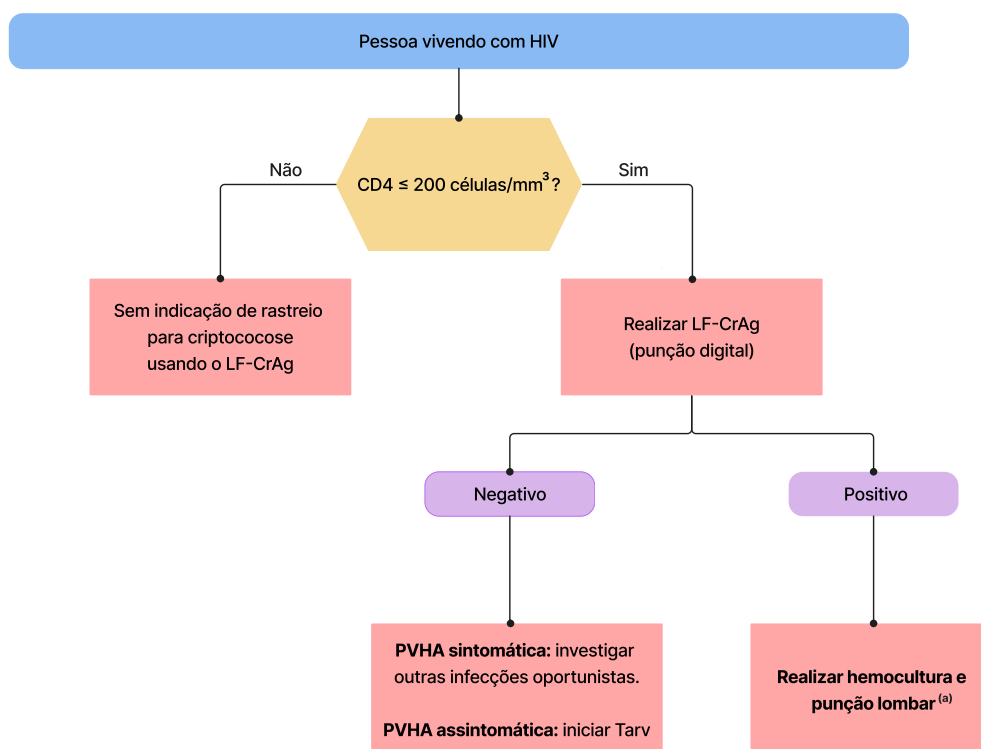 Pessoa vivendo com HIV
CD4 ≤ 200 células/mm³?
Não
Sim
Sem indicação de rastreio
para criptococose
usando o LF-CrAg
Realizar LF-CrAg
(punção digital)
Negativo
Positivo
PVHA sintomática: investigar
outras infecções oportunistas.
PVHA assintomática: iniciar Tarv
Realizar hemocultura e
punção lombar (a)